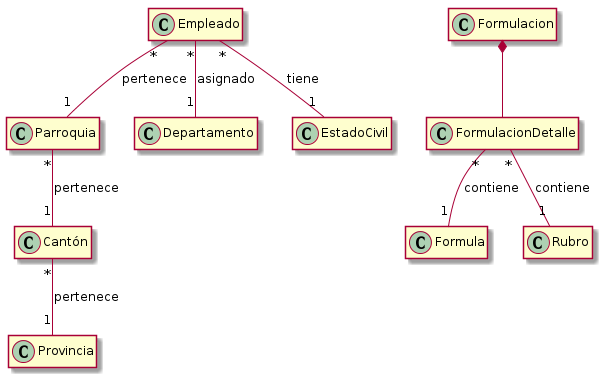 C Empleado
C Formulacion
* * *
pertenece asignado tiene
1 1 1
C Parroquia
C Departamento
C EstadoCivil
C FormulacionDetalle
* * *
pertenece
contiene contiene
1 1 1
C Cantón
C Formula
C Rubro
*
pertenece
1
C Provincia